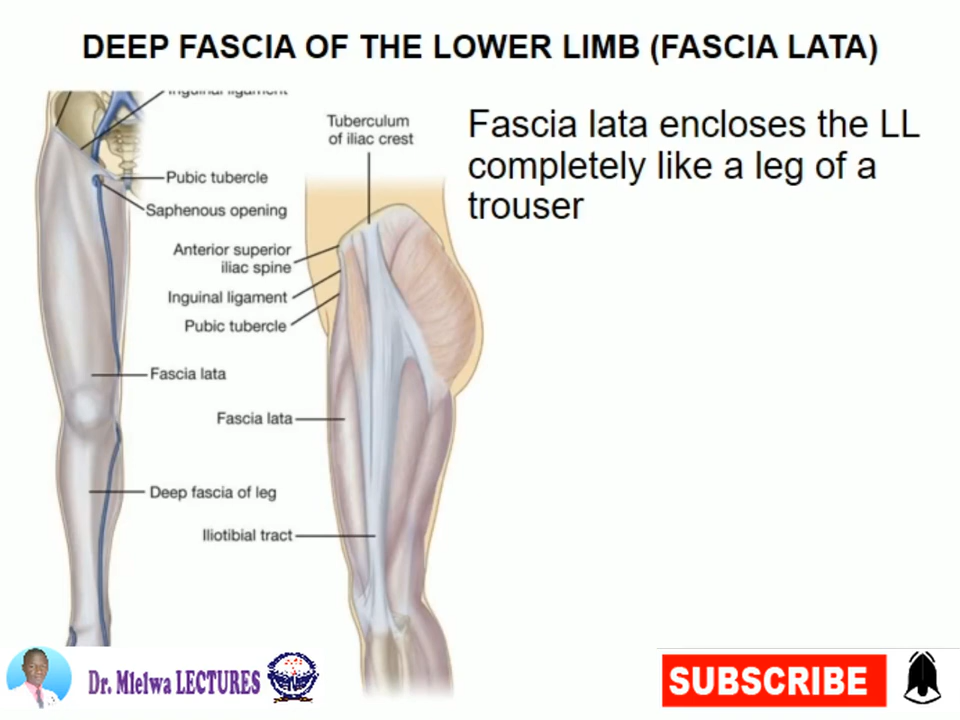 DEEP FASCIA OF THE LOWER LIMB (FASCIA LATA)
Inguinal ligament
Pubic tubercle
Saphenous opening
Fascia lata
Deep fascia of leg
Tuberculum
of iliac crest
Anterior superior
iliac spine
Inguinal ligament
Pubic tubercle
Fascia lata
Iliotibial tract
Fascia lata encloses the LL
completely like a leg of a
trouser
Dr. Mlelwa LECTURES
SUBSCRIBE